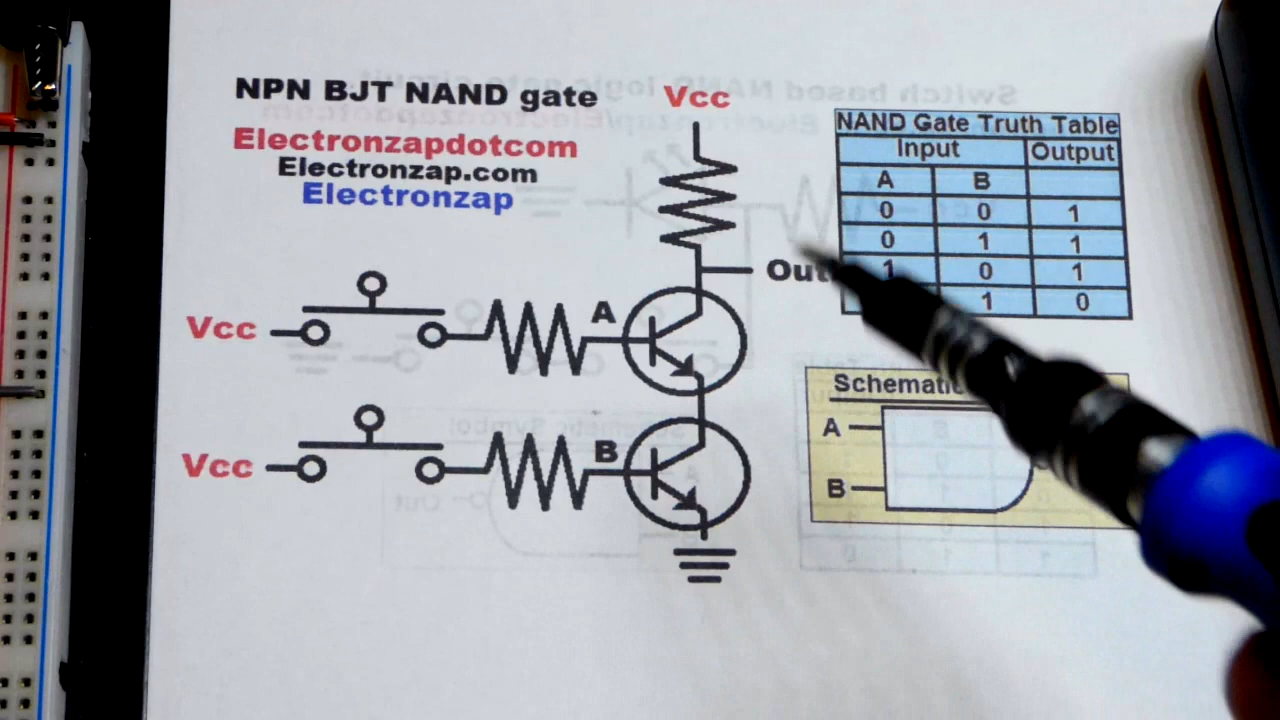 NPN BJT NAND gate
Electronzapdotcom
Electronzap.com
Electronzap
Vcc
Out
Vcc
A
Vcc
B
NAND Gate Truth Table
Input Output
A B
0 0 1
0 1 1
1 0 1
1 0
Schematic
A
B